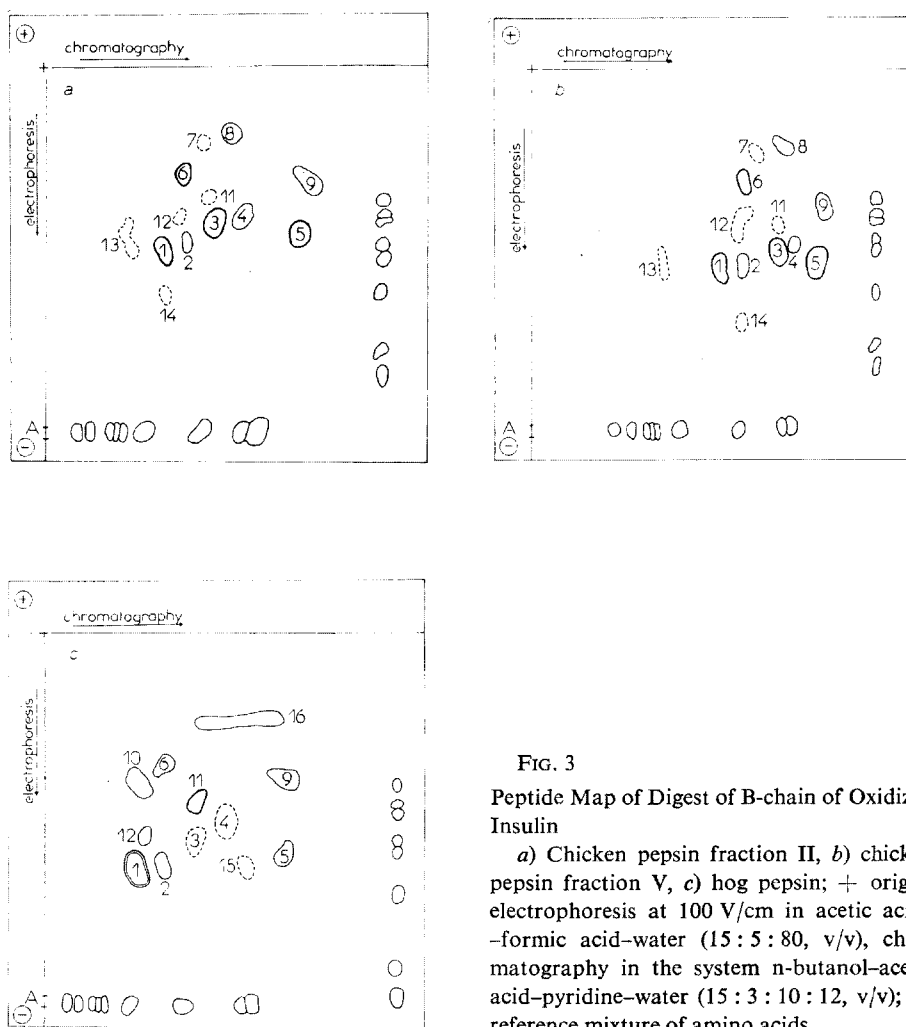 +
chromatography
a
electrophoresis
7
8
6
9
11
12
3
4
13
5
1
2
14
A
−
+
chromatography
b
electrophoresis
7
8
6
9
12
11
3
4
13
1
2
5
14
A
−
+
chromatography
c
electrophoresis
16
10
6
9
11
4
12
3
1
2
15
5
A
−
FIG. 3
Peptide Map of Digest of B-chain of Oxidiz
Insulin
a) Chicken pepsin fraction II, b) chick
pepsin fraction V, c) hog pepsin; + orig
electrophoresis at 100 V/cm in acetic ac
-formic acid–water (15 : 5 : 80, v/v), ch
matography in the system n-butanol–ace
acid–pyridine–water (15 : 3 : 10 : 12, v/v);
reference mixture of amino acids